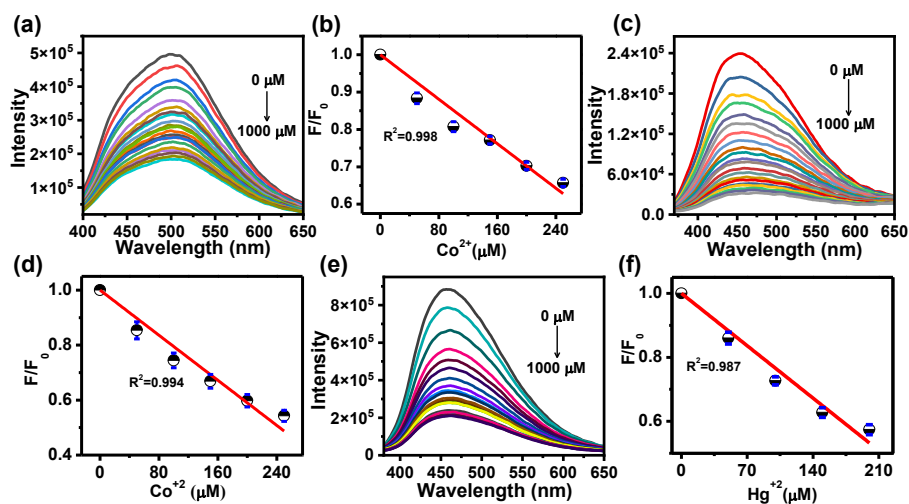 (a)
5×10⁵
4×10⁵
3×10⁵
2×10⁵
1×10⁵
Intensity
0 μM
1000 μM
400 450 500 550 600 650
Wavelength (nm)
(b)
1.0
0.9
0.8
0.7
0.6
F/F₀
R²=0.998
0 80 160 240
Co²⁺(μM)
(c)
2.4×10⁵
1.8×10⁵
1.2×10⁵
6.0×10⁴
0.0
Intensity
0 μM
1000 μM
400 450 500 550 600 650
Wavelength (nm)
(d)
1.0
0.8
0.6
0.4
F/F₀
R²=0.994
0 80 160 240
Co⁺²(μM)
(e)
8×10⁵
6×10⁵
4×10⁵
2×10⁵
0
Intensity
0 μM
1000 μM
400 450 500 550 600 650
Wavelength (nm)
(f)
1.0
0.8
0.6
F/F₀
R²=0.987
0 70 140 210
Hg⁺²(μM)